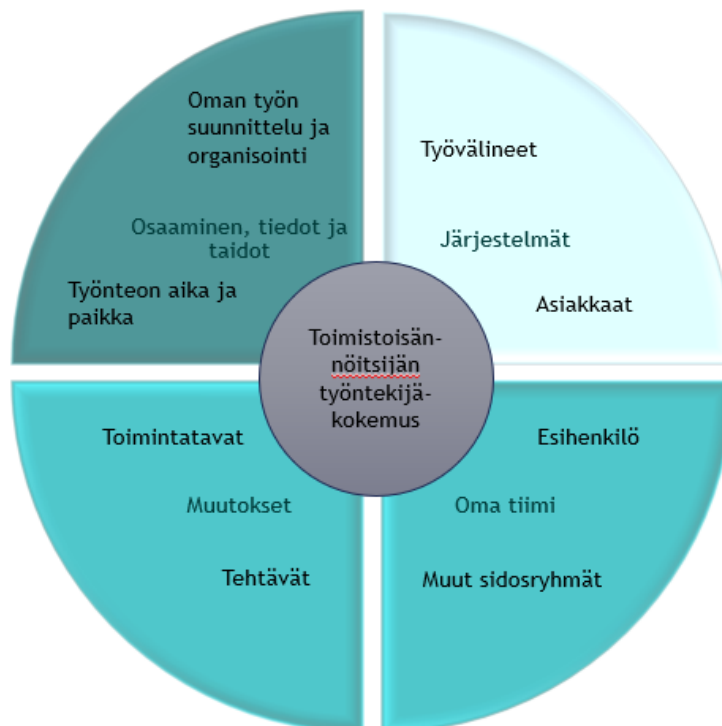 Oman työn
suunnittelu ja
organisointi
Osaaminen, tiedot ja
taidot
Työnteon aika ja
paikka
Työvälineet
Järjestelmät
Asiakkaat
Toimistoisän-
nöitsijän
työntekijä-
kokemus
Toimintatavat
Muutokset
Tehtävät
Esihenkilö
Oma tiimi
Muut sidosryhmät